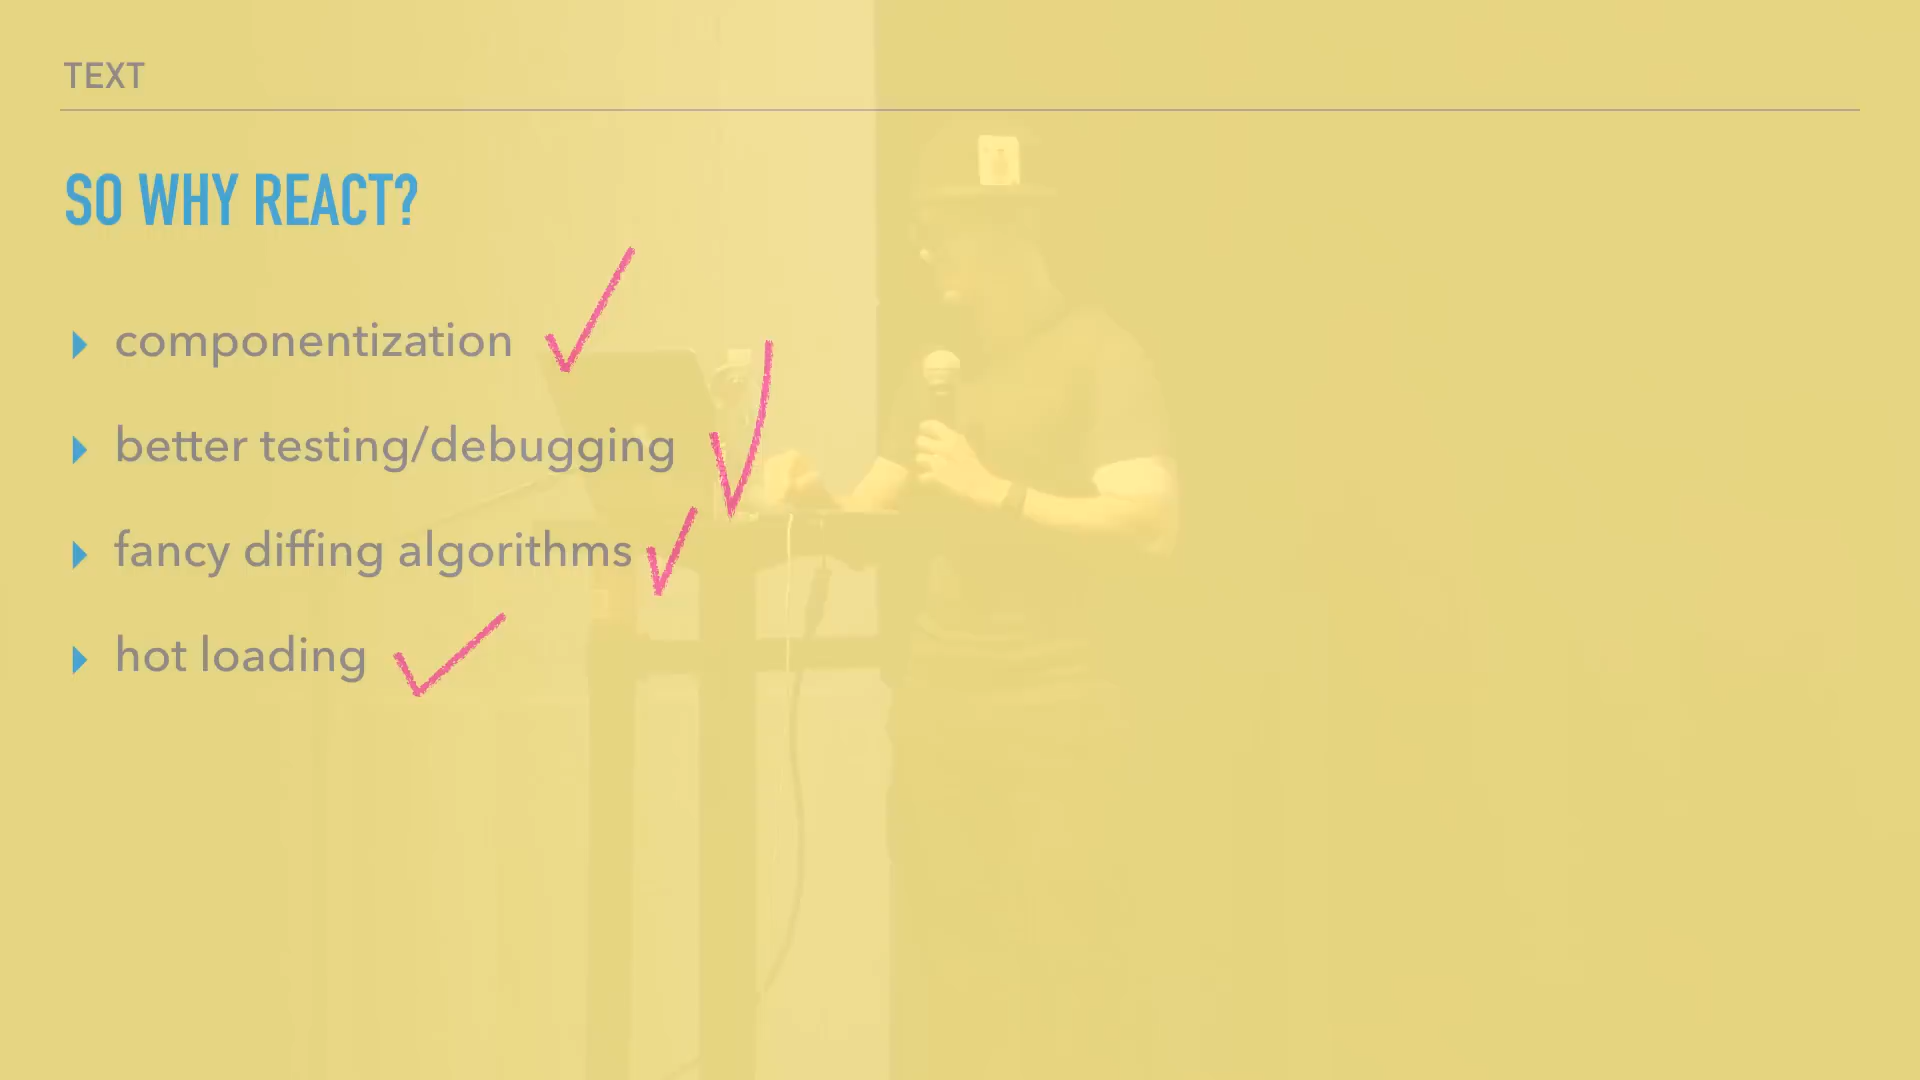 TEXT
SO WHY REACT?
componentization
better testing/debugging
fancy diffing algorithms
hot loading